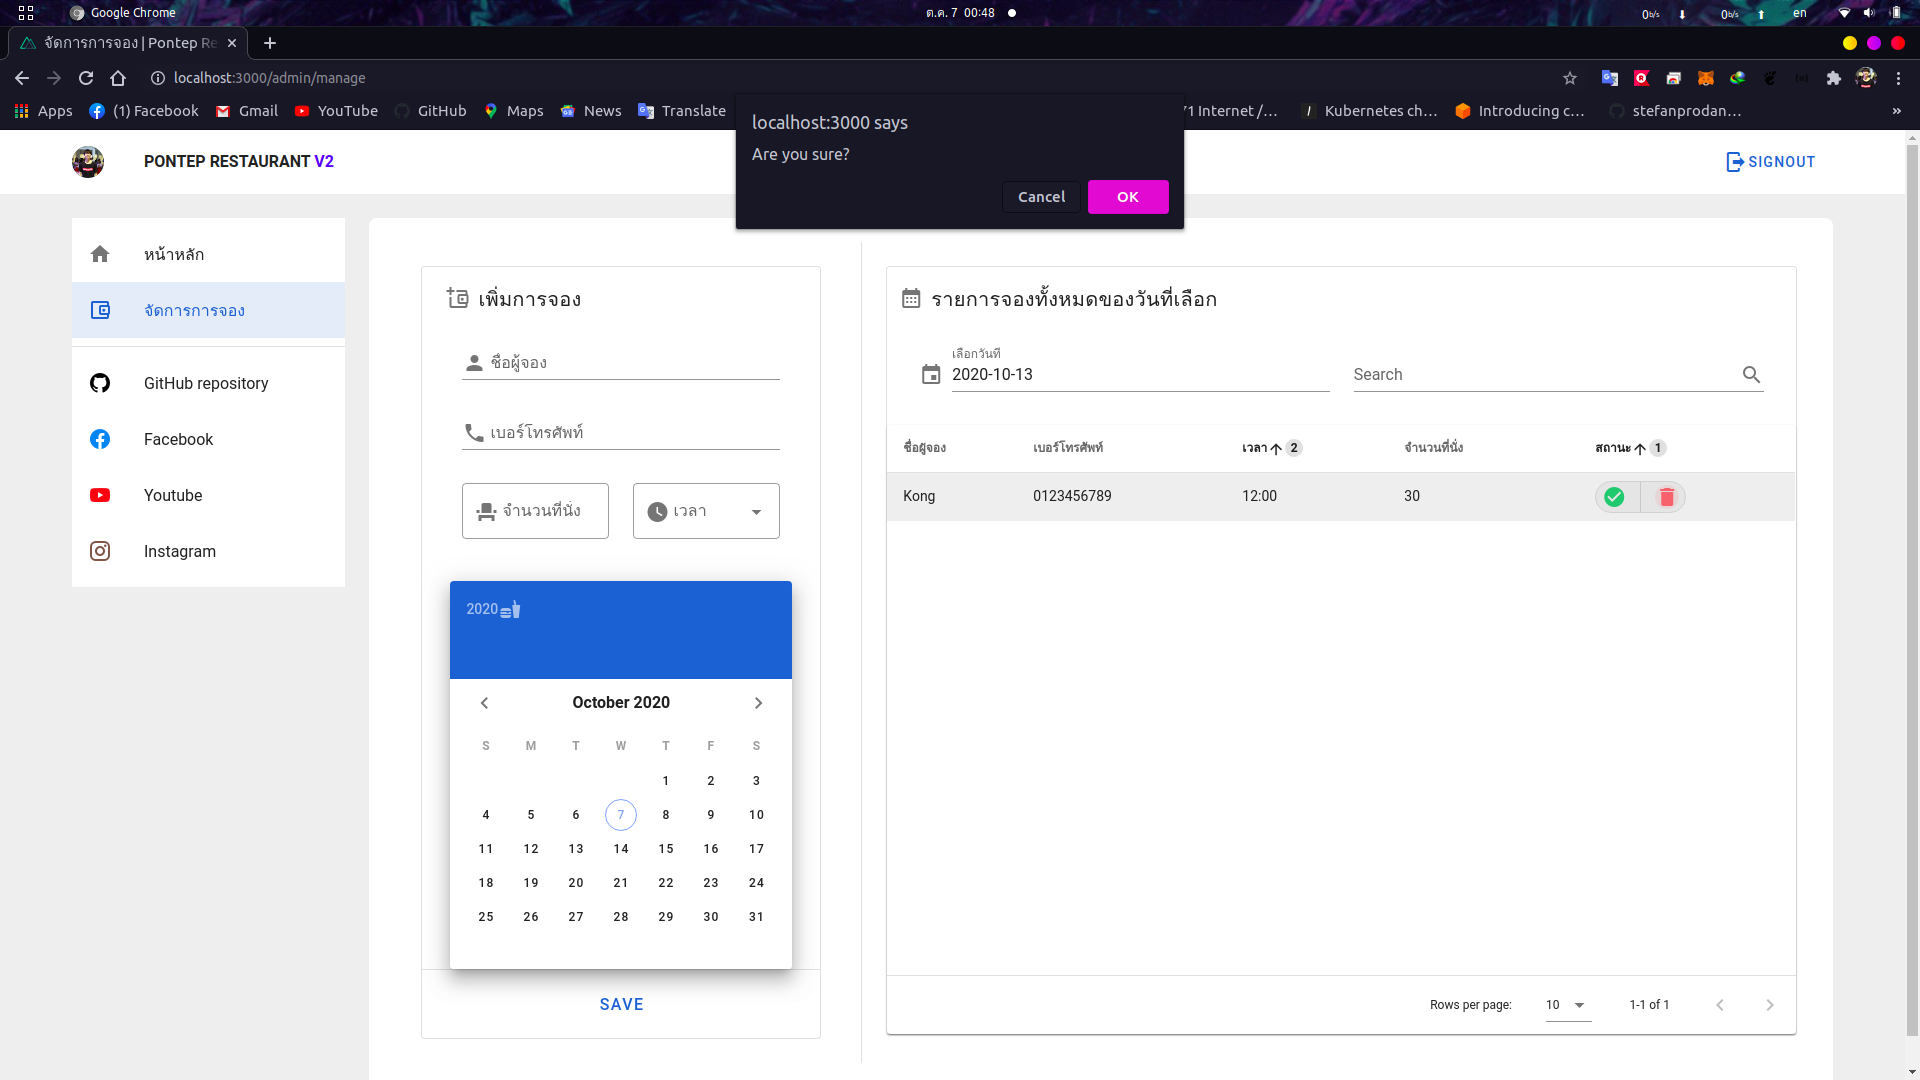 Google Chrome
ต.ค. 7 00:48
0 b/s
0 b/s
en
จัดการการจอง | Pontep Re
localhost:3000/admin/manage
Apps
(1) Facebook
Gmail
YouTube
GitHub
Maps
News
Translate
71 Internet /...
Kubernetes ch...
Introducing c...
stefanprodan...
»
localhost:3000 says
Are you sure?
Cancel
OK
PONTEP RESTAURANT V2
SIGNOUT
หน้าหลัก
จัดการการจอง
GitHub repository
Facebook
Youtube
Instagram
เพิ่มการจอง
ชื่อผู้จอง
เบอร์โทรศัพท์
จำนวนที่นั่ง
เวลา
2020
October 2020
S M T W T F S
1 2 3
4 5 6 7 8 9 10
11 12 13 14 15 16 17
18 19 20 21 22 23 24
25 26 27 28 29 30 31
SAVE
รายการจองทั้งหมดของวันที่เลือก
เลือกวันที่
2020-10-13
Search
ชื่อผู้จอง เบอร์โทรศัพท์ เวลา 2 จำนวนที่นั่ง สถานะ 1
Kong 0123456789 12:00 30
Rows per page: 10 1-1 of 1